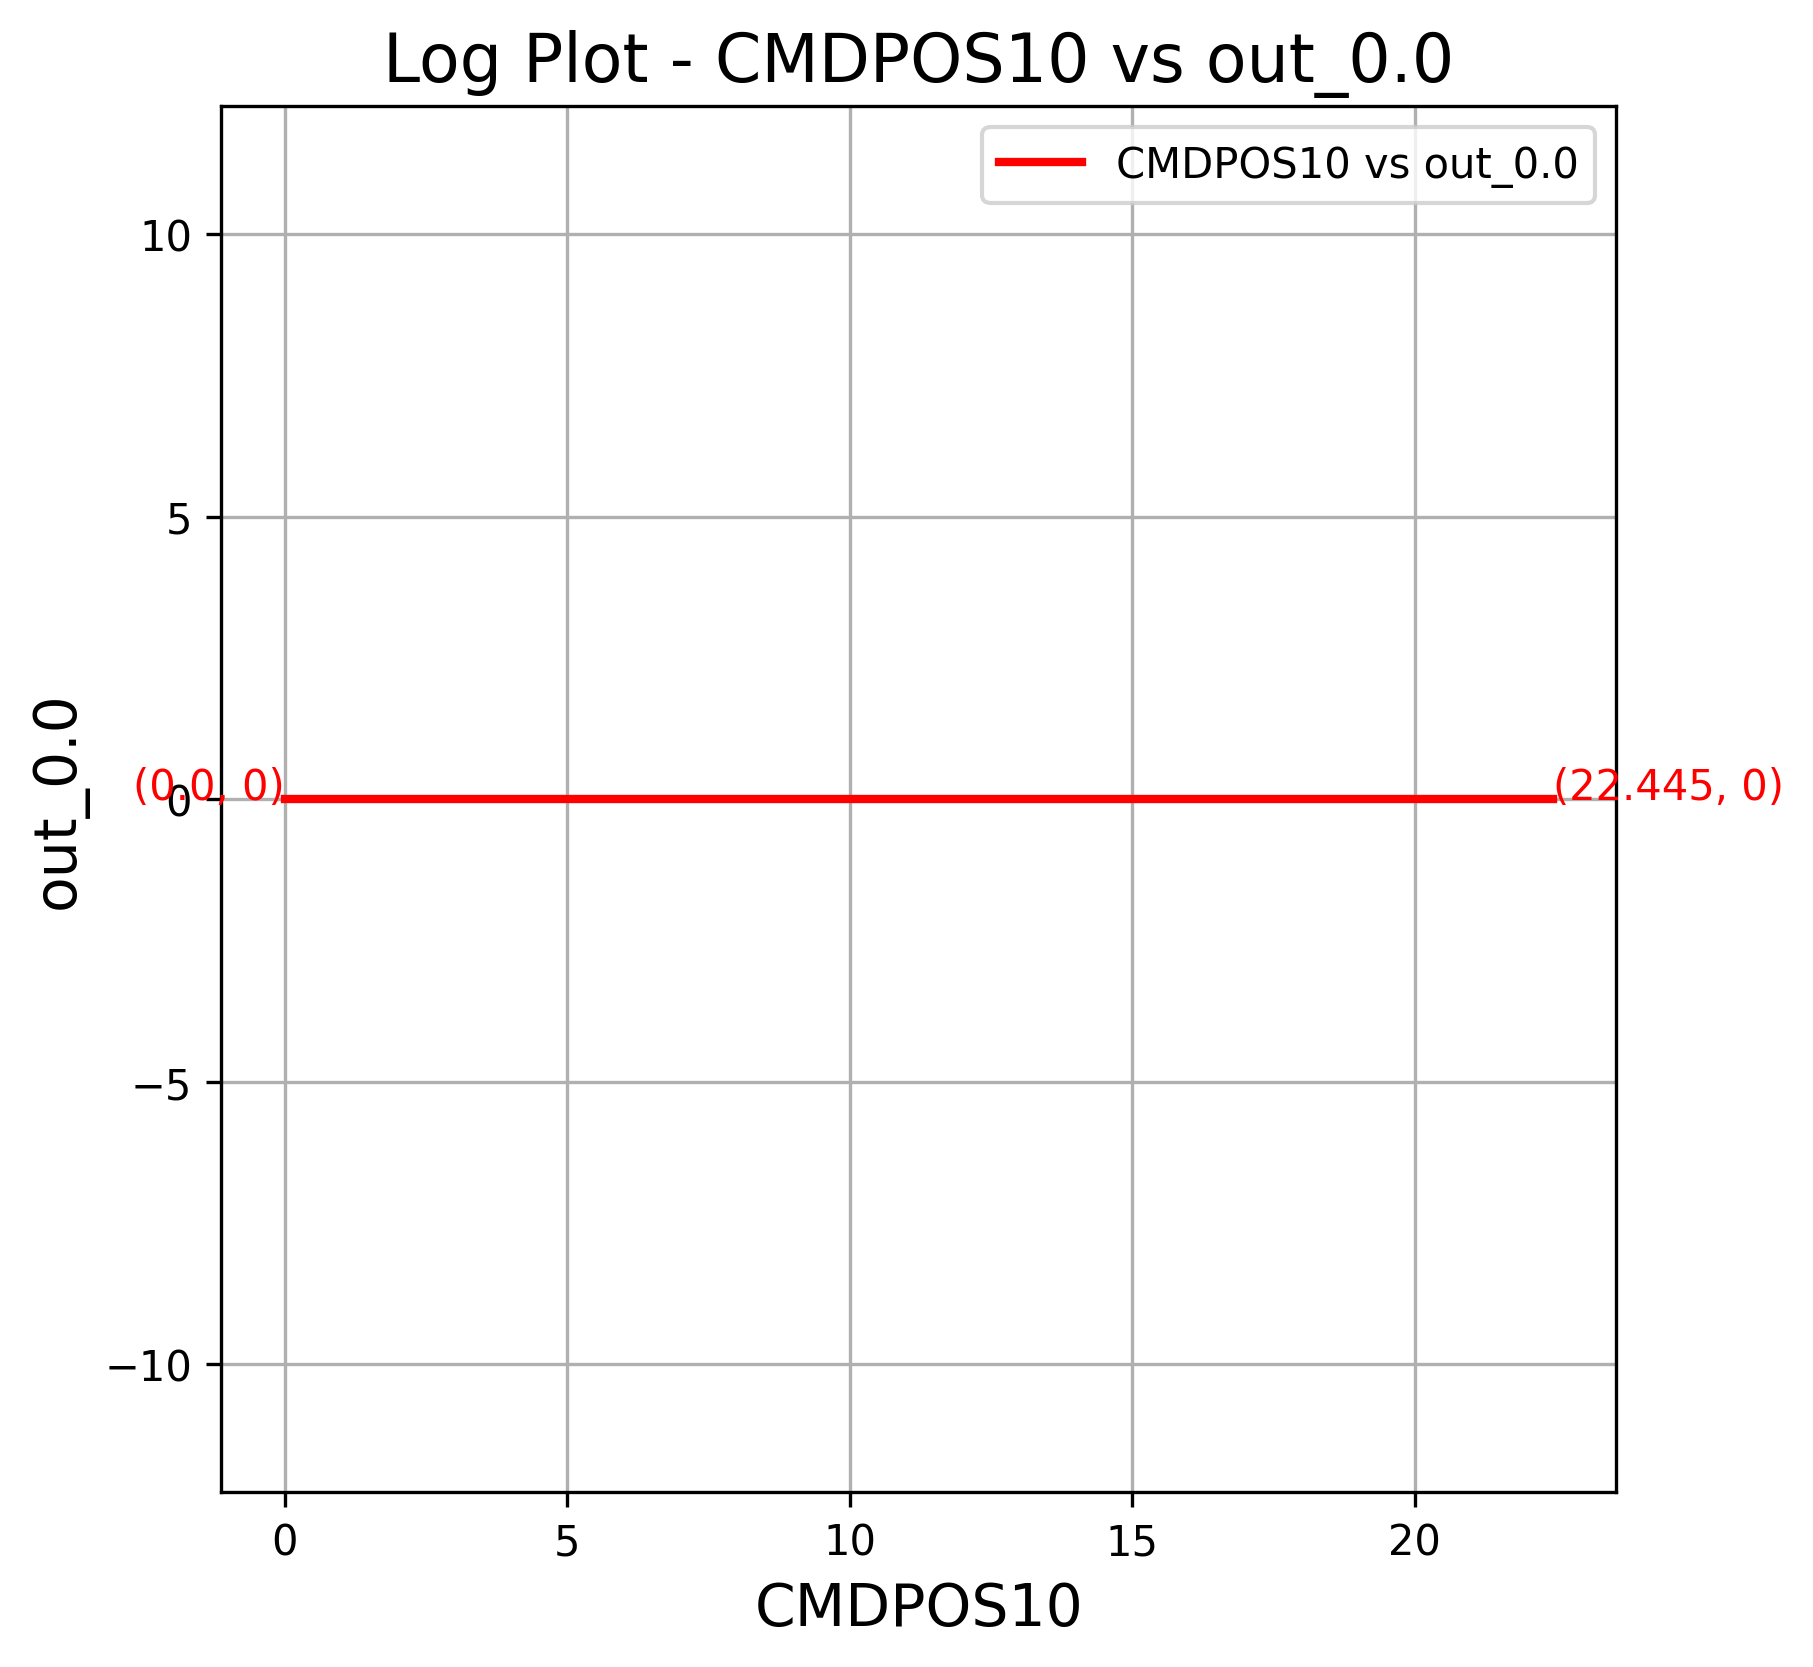 Log Plot - CMDPOS10 vs out_0.0
CMDPOS10 vs out_0.0
10
5
0
−5
−10
out_0.0
(0.0, 0)
(22.445, 0)
0 5 10 15 20
CMDPOS10